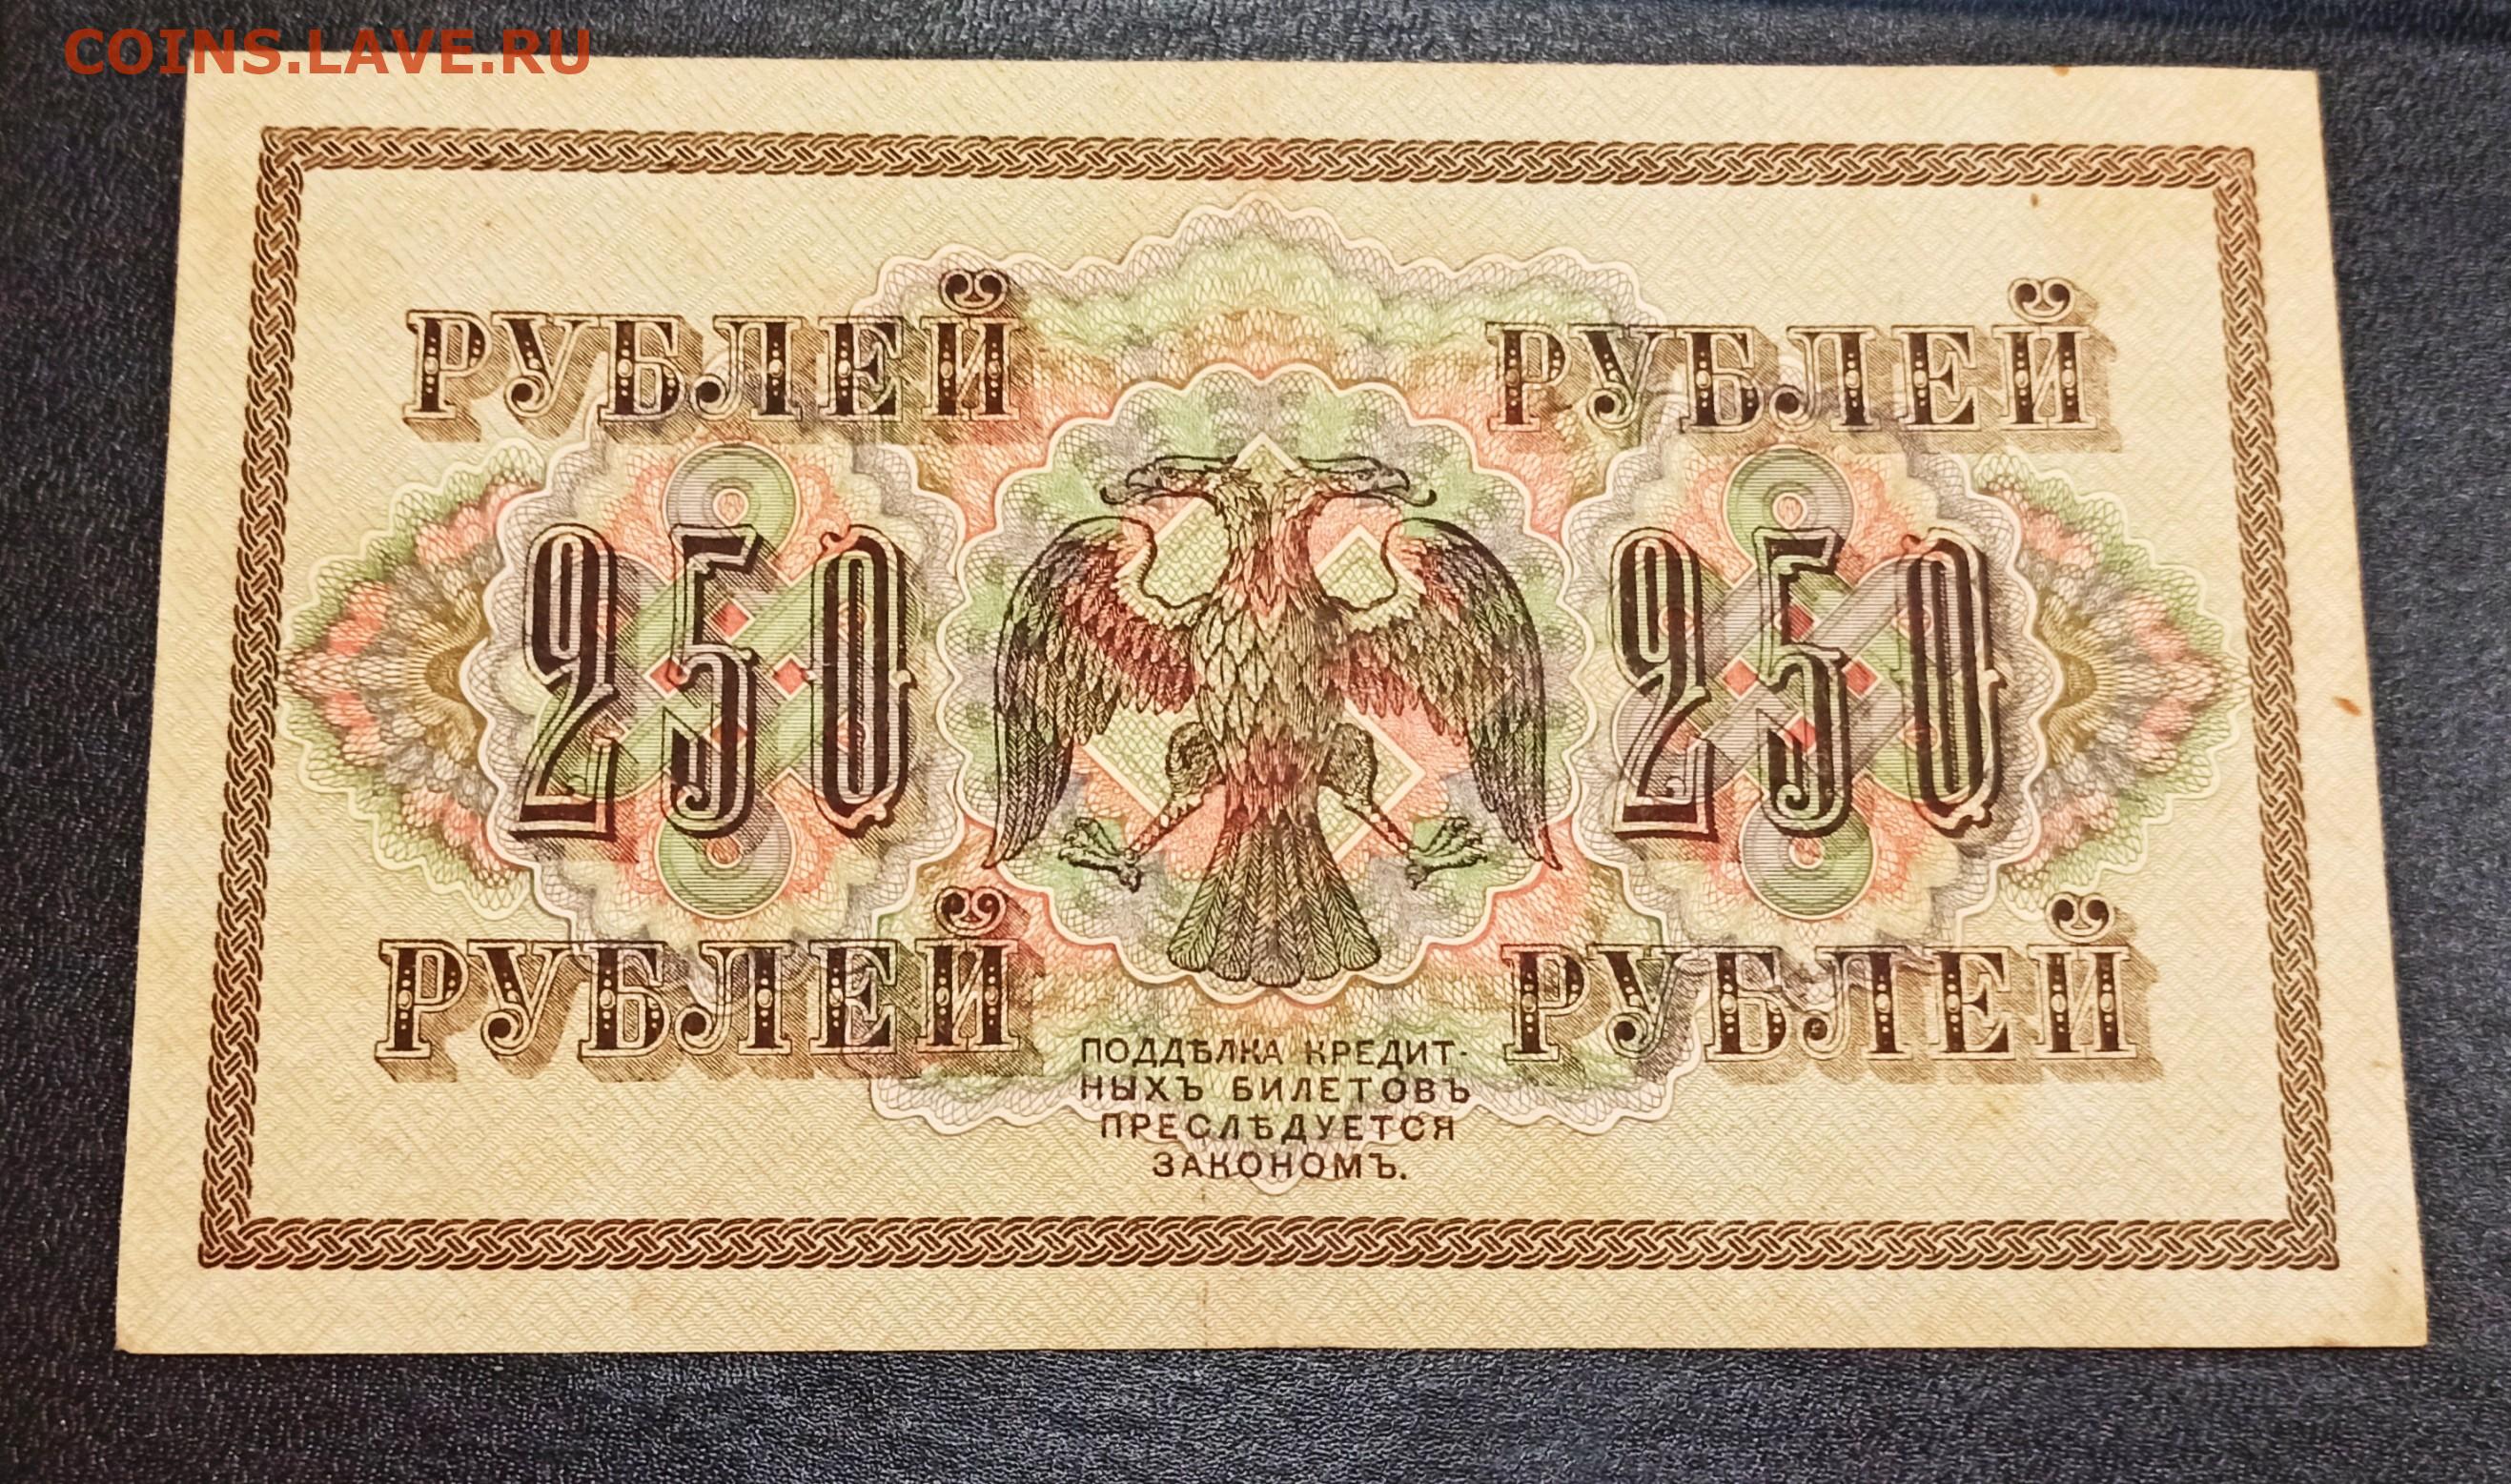 COINS.LAVE.RU
РУБЛЕЙ РУБЛЕЙ
250 250
РУБЛЕЙ РУБЛЕЙ
ПОДДѢЛКА КРЕДИТ-
НЫХЪ БИЛЕТОВЪ
ПРЕСЛѢДУЕТСЯ
ЗАКОНОМЪ.